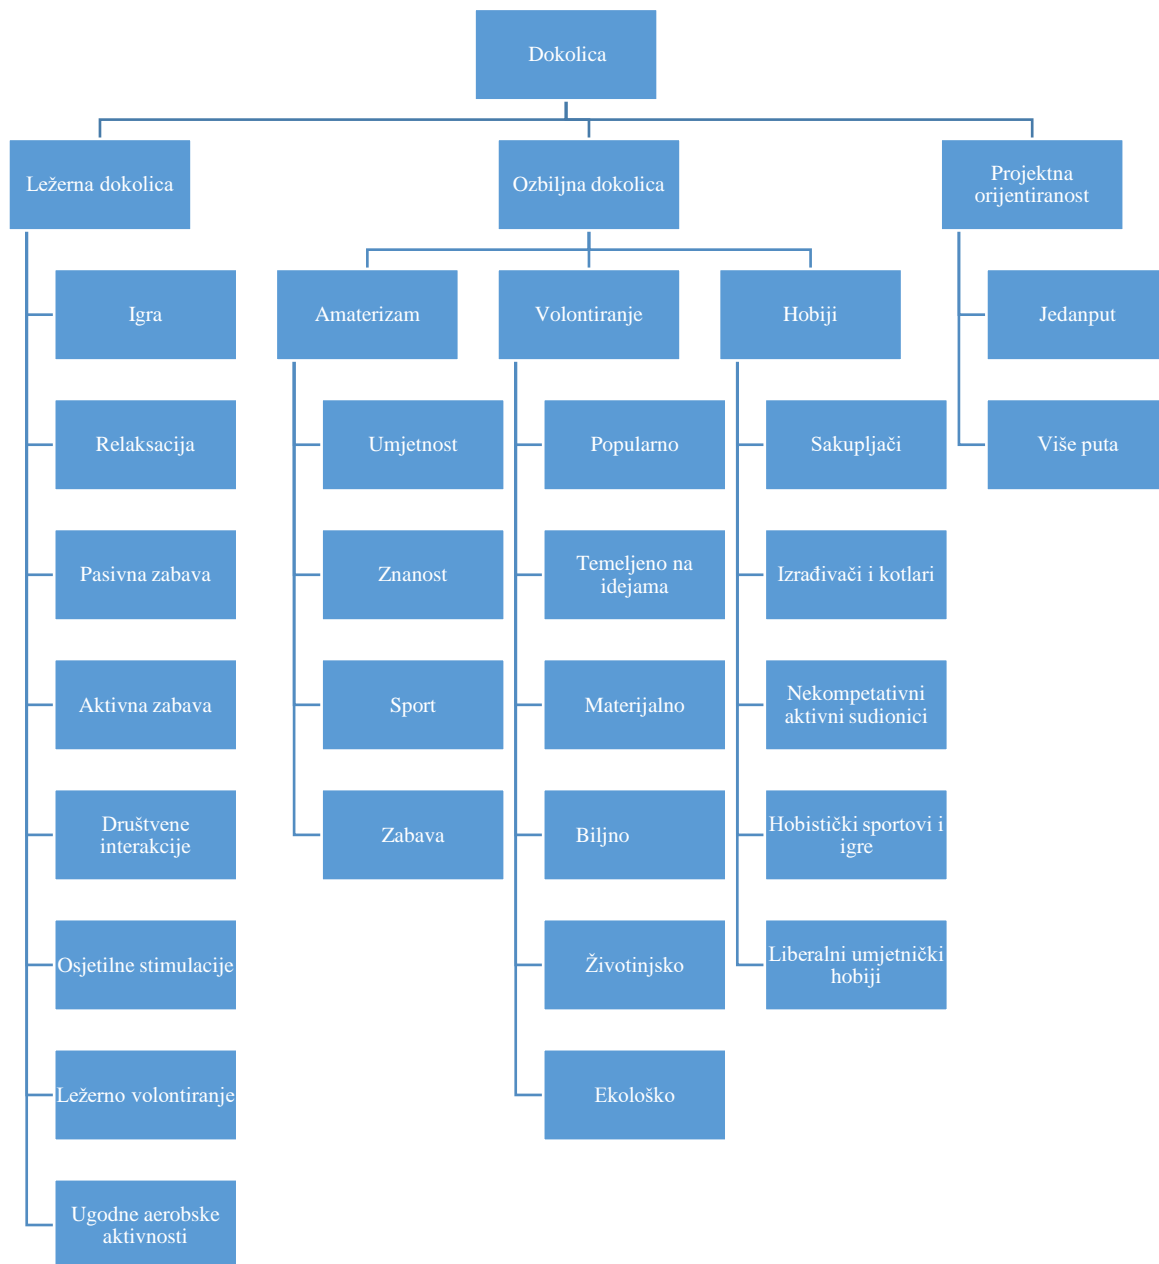 Dokolica
Ležerna dokolica
Ozbiljna dokolica
Projektna
orijentiranost
Igra
Relaksacija
Pasivna zabava
Aktivna zabava
Društvene
interakcije
Osjetilne stimulacije
Ležerno volontiranje
Ugodne aerobske
aktivnosti
Amaterizam
Umjetnost
Znanost
Sport
Zabava
Volontiranje
Popularno
Temeljeno na
idejama
Materijalno
Biljno
Životinjsko
Ekološko
Hobiji
Sakupljači
Izrađivači i kotlari
Nekompetativni
aktivni sudionici
Hobistički sportovi i
igre
Liberalni umjetnički
hobiji
Jedanput
Više puta